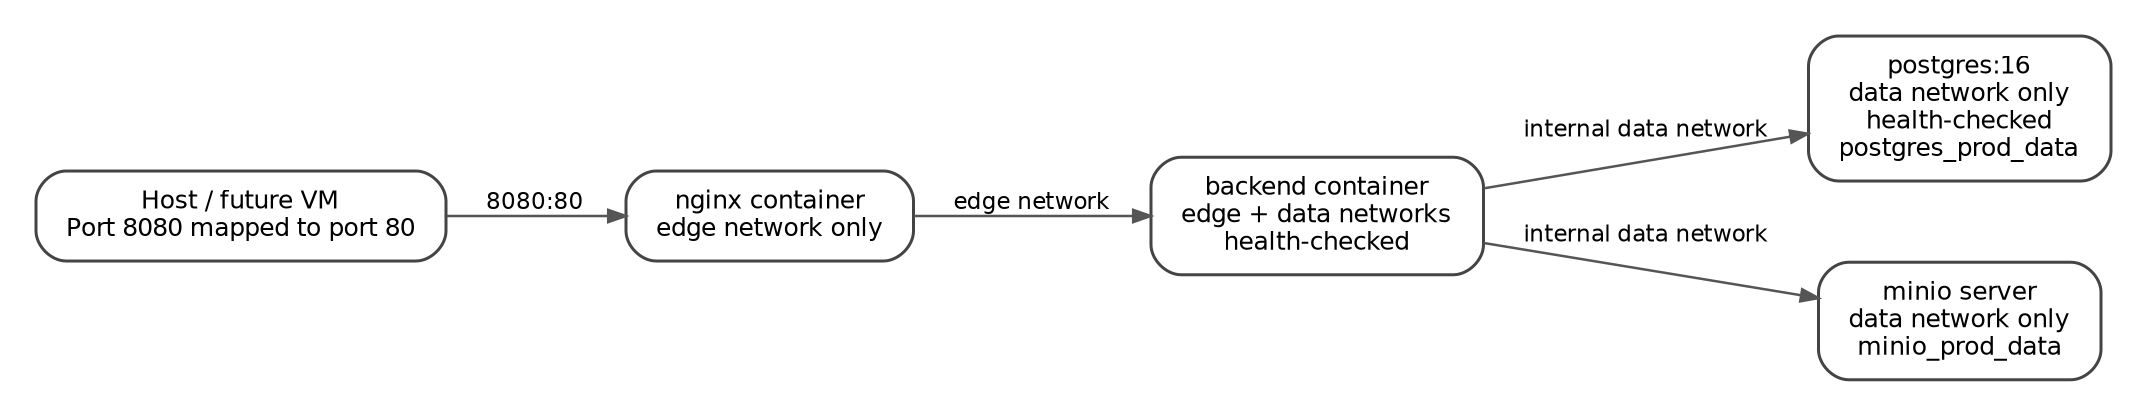 Host / future VM
Port 8080 mapped to port 80
8080:80
nginx container
edge network only
edge network
backend container
edge + data networks
health-checked
internal data network
postgres:16
data network only
health-checked
postgres_prod_data
internal data network
minio server
data network only
minio_prod_data